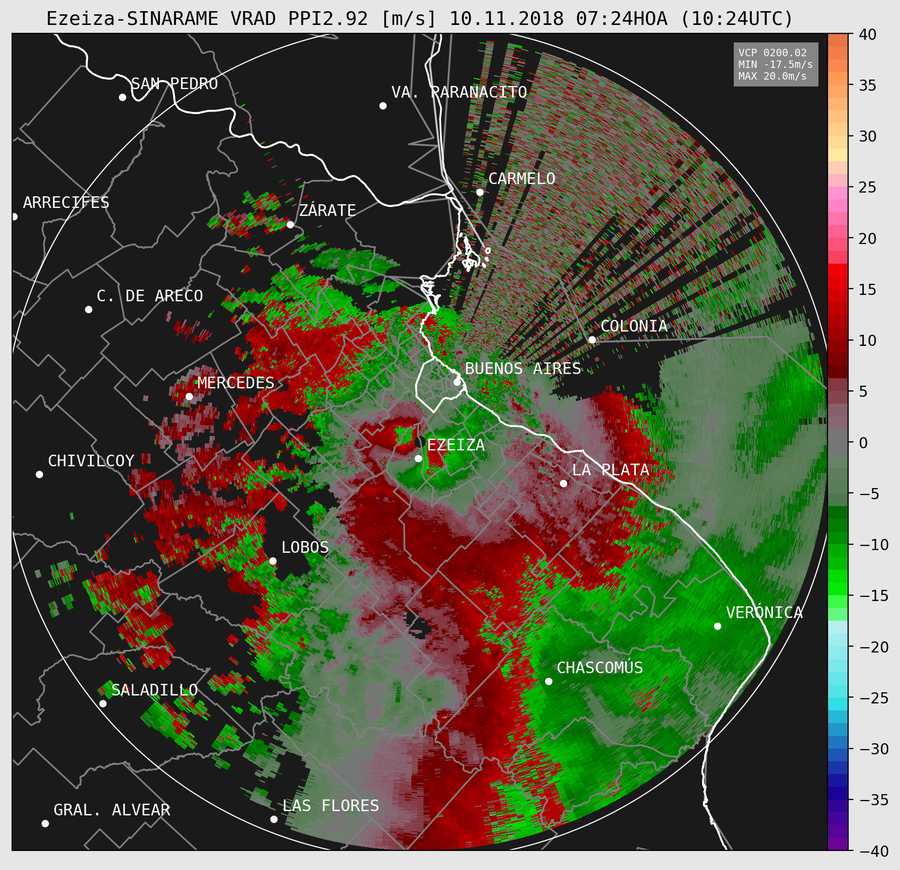 Ezeiza-SINARAME VRAD PPI2.92 [m/s] 10.11.2018 07:24HOA (10:24UTC)
VCP 0200.02
MIN -17.5m/s
MAX 20.0m/s
SAN PEDRO
VA. PARANACITO
CARMELO
ARRECIFES
ZÁRATE
C. DE ARECO
COLONIA
BUENOS AIRES
MERCEDES
EZEIZA
CHIVILCOY
LA PLATA
LOBOS
VERÓNICA
CHASCOMÚS
SALADILLO
LAS FLORES
GRAL. ALVEAR
40
35
30
25
20
15
10
5
0
−5
−10
−15
−20
−25
−30
−35
−40